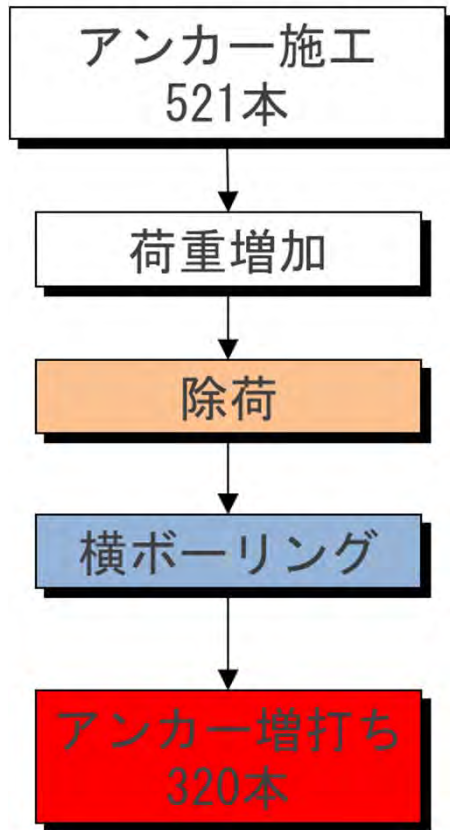 アンカー施工
521本
荷重増加
除荷
横ボーリング
アンカー増打ち
320本